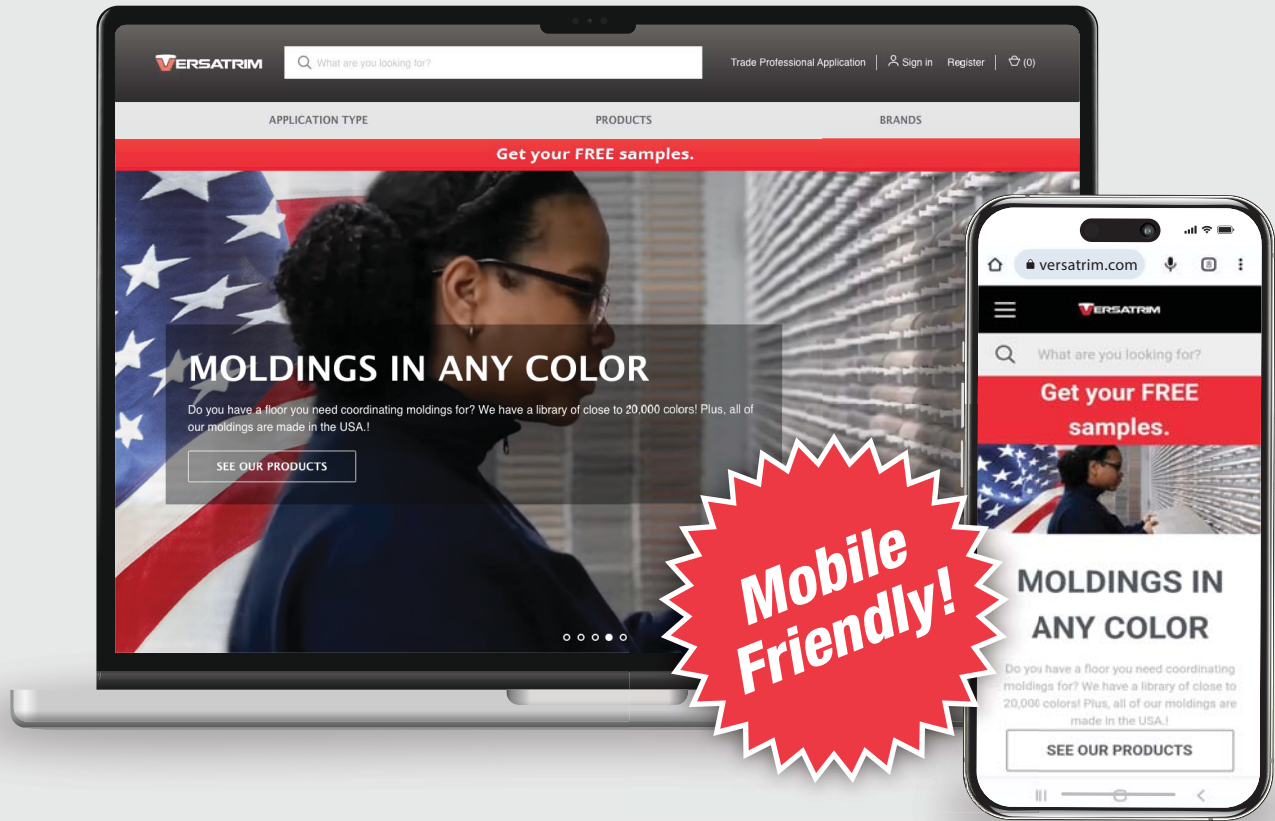 VERSATRIM
What are you looking for?
Trade Professional Application
Sign in
Register
(0)
APPLICATION TYPE
PRODUCTS
BRANDS
Get your FREE samples.
MOLDINGS IN ANY COLOR
Do you have a floor you need coordinating moldings for? We have a library of close to 20,000 colors! Plus, all of
our moldings are made in the USA.!
SEE OUR PRODUCTS
Mobile
Friendly!
versatrim.com
8
VERSATRIM
What are you looking for?
Get your FREE
samples.
MOLDINGS IN
ANY COLOR
Do you have a floor you need coordinating
moldings for? We have a library of close to
20,000 colors! Plus, all of our moldings are
made in the USA.!
SEE OUR PRODUCTS